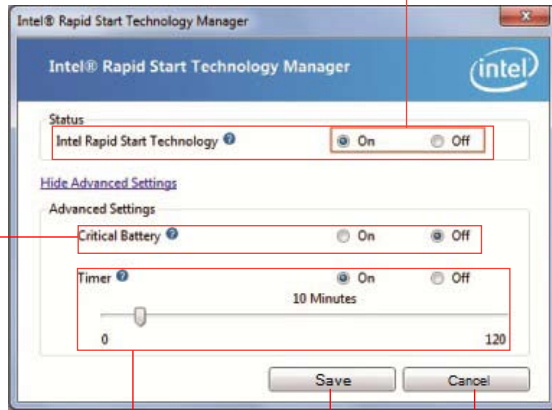 Intel® Rapid Start Technology Manager
Intel® Rapid Start Technology Manager
intel
Status
Intel Rapid Start Technology ? On Off
Hide Advanced Settings
Advanced Settings
Critical Battery ? On Off
Timer ? On Off
10 Minutes
0 120
Save Cancel